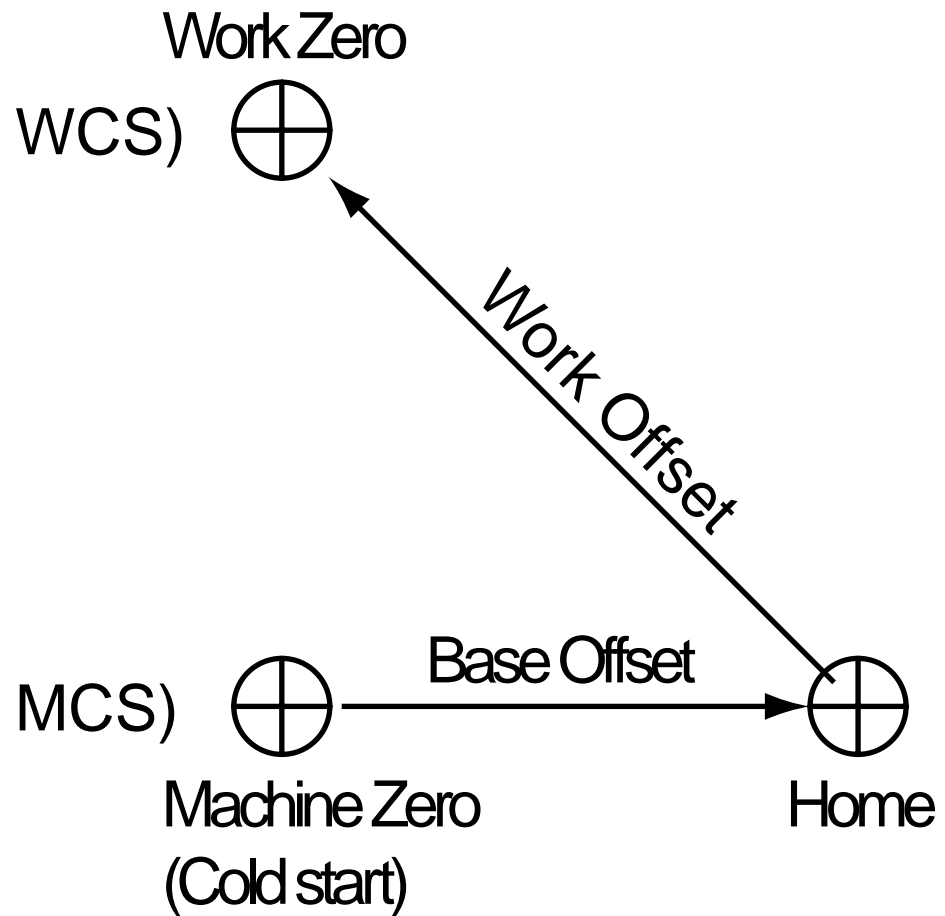 Work Zero
WCS)
Work Offset
Base Offset
MCS)
Machine Zero
(Cold start)
Home